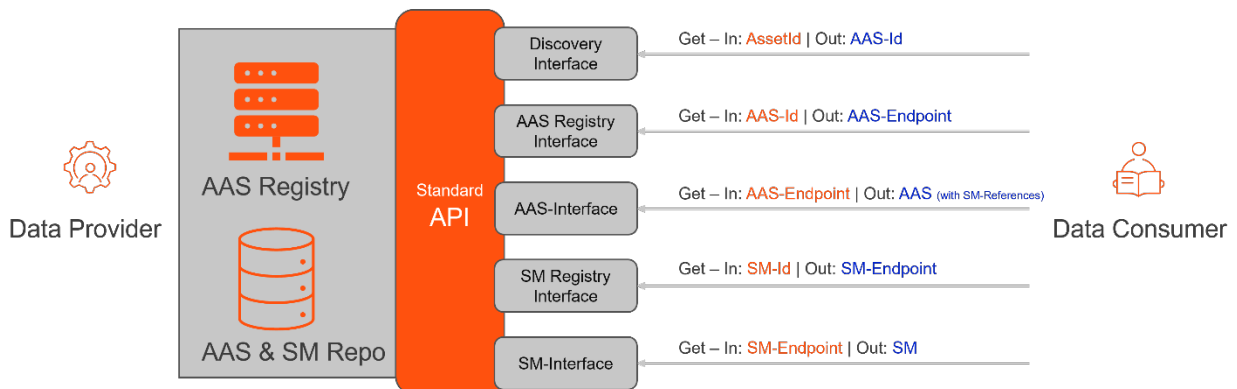 Discovery
Interface
Get – In: AssetId | Out: AAS-Id
AAS Registry
Interface
Get – In: AAS-Id | Out: AAS-Endpoint
AAS Registry
Standard
API
AAS-Interface
Get – In: AAS-Endpoint | Out: AAS (with SM-References)
Data Provider
Data Consumer
SM Registry
Interface
Get – In: SM-Id | Out: SM-Endpoint
AAS & SM Repo
SM-Interface
Get – In: SM-Endpoint | Out: SM